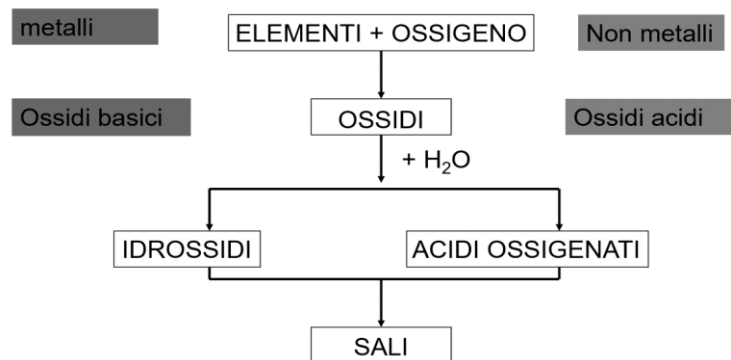 metalli
ELEMENTI + OSSIGENO
Non metalli
Ossidi basici
OSSIDI
Ossidi acidi
+ H₂O
IDROSSIDI
ACIDI OSSIGENATI
SALI